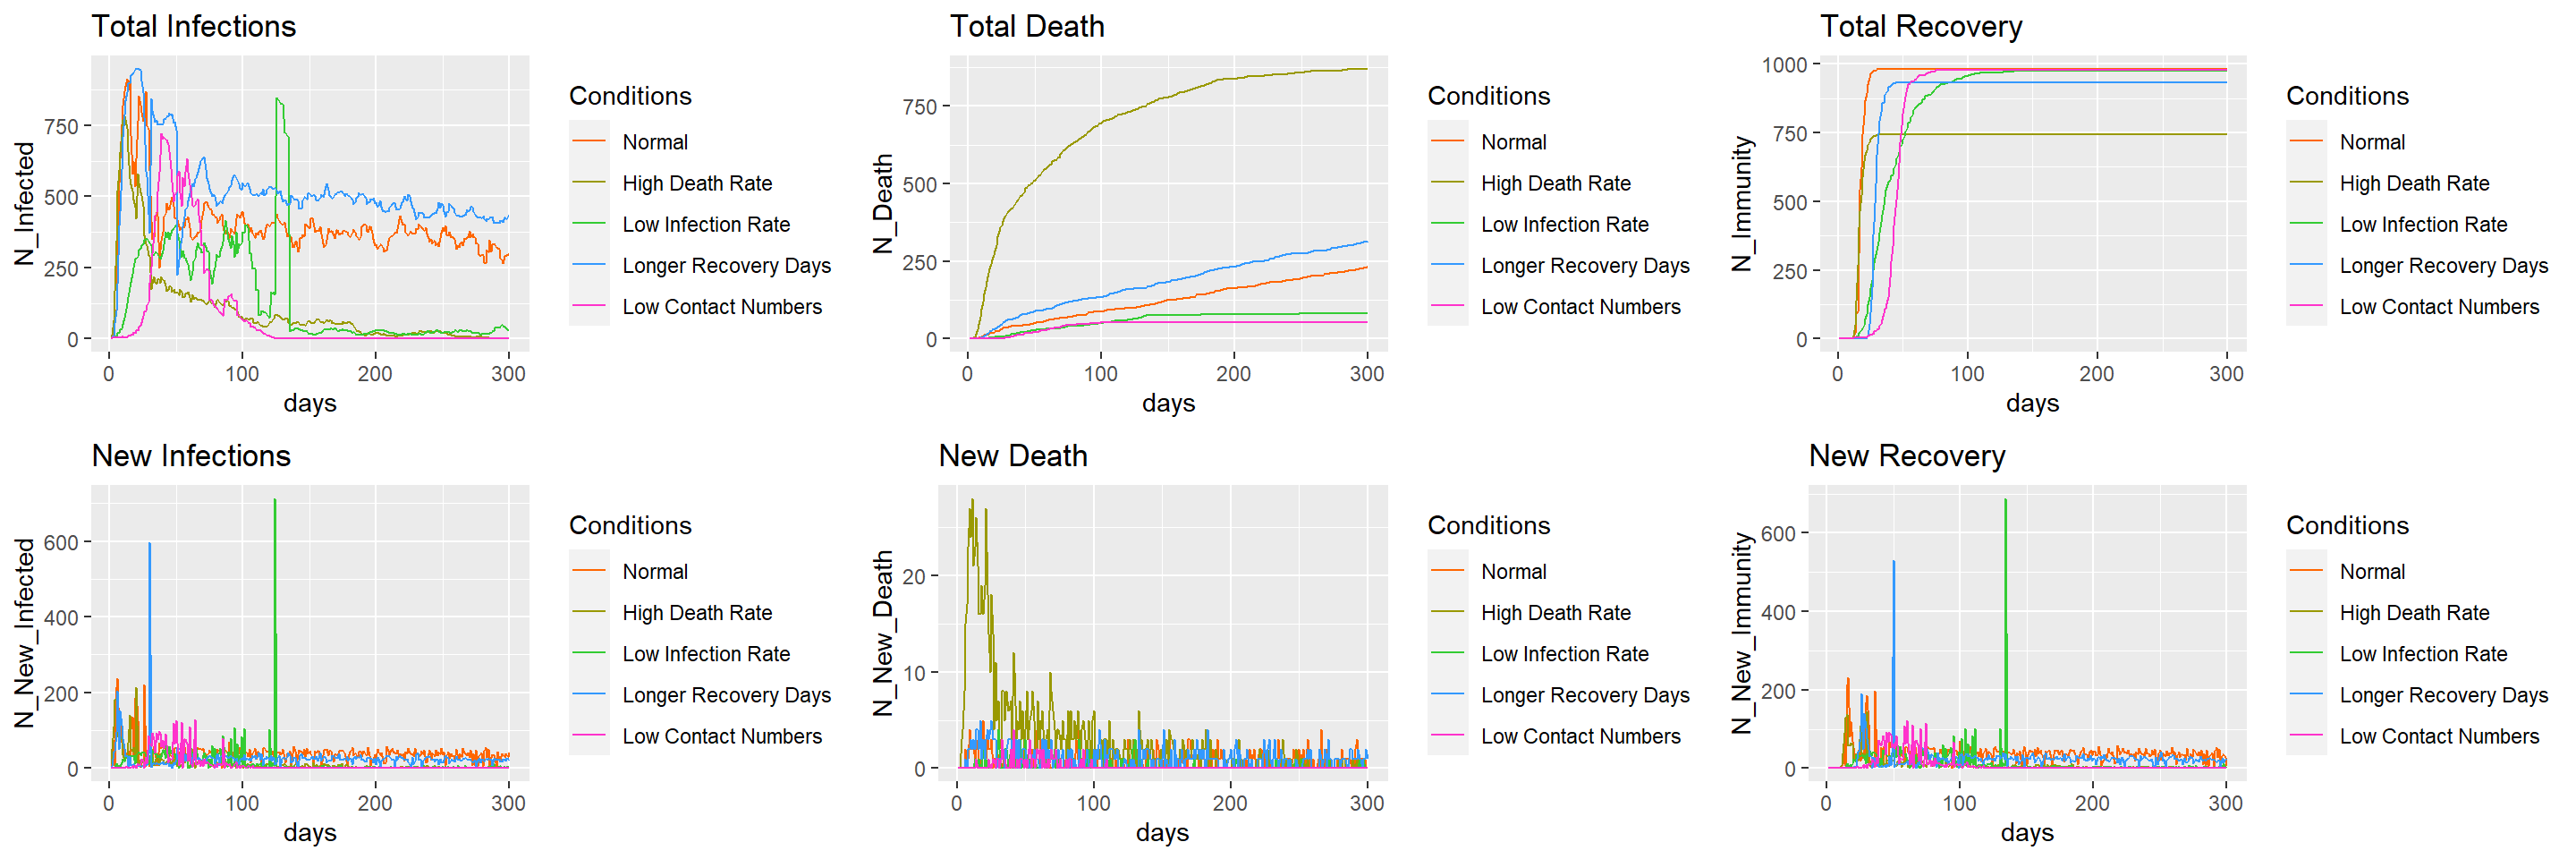 Total Infections
N_Infected
750
500
250
0
0 100 200 300
days
Conditions
Normal
High Death Rate
Low Infection Rate
Longer Recovery Days
Low Contact Numbers
Total Death
N_Death
750
500
250
0
0 100 200 300
days
Conditions
Normal
High Death Rate
Low Infection Rate
Longer Recovery Days
Low Contact Numbers
Total Recovery
N_Immunity
1000
750
500
250
0
0 100 200 300
days
Conditions
Normal
High Death Rate
Low Infection Rate
Longer Recovery Days
Low Contact Numbers
New Infections
N_New_Infected
600
400
200
0
0 100 200 300
days
Conditions
Normal
High Death Rate
Low Infection Rate
Longer Recovery Days
Low Contact Numbers
New Death
N_New_Death
20
10
0
0 100 200 300
days
Conditions
Normal
High Death Rate
Low Infection Rate
Longer Recovery Days
Low Contact Numbers
New Recovery
N_New_Immunity
600
400
200
0
0 100 200 300
days
Conditions
Normal
High Death Rate
Low Infection Rate
Longer Recovery Days
Low Contact Numbers